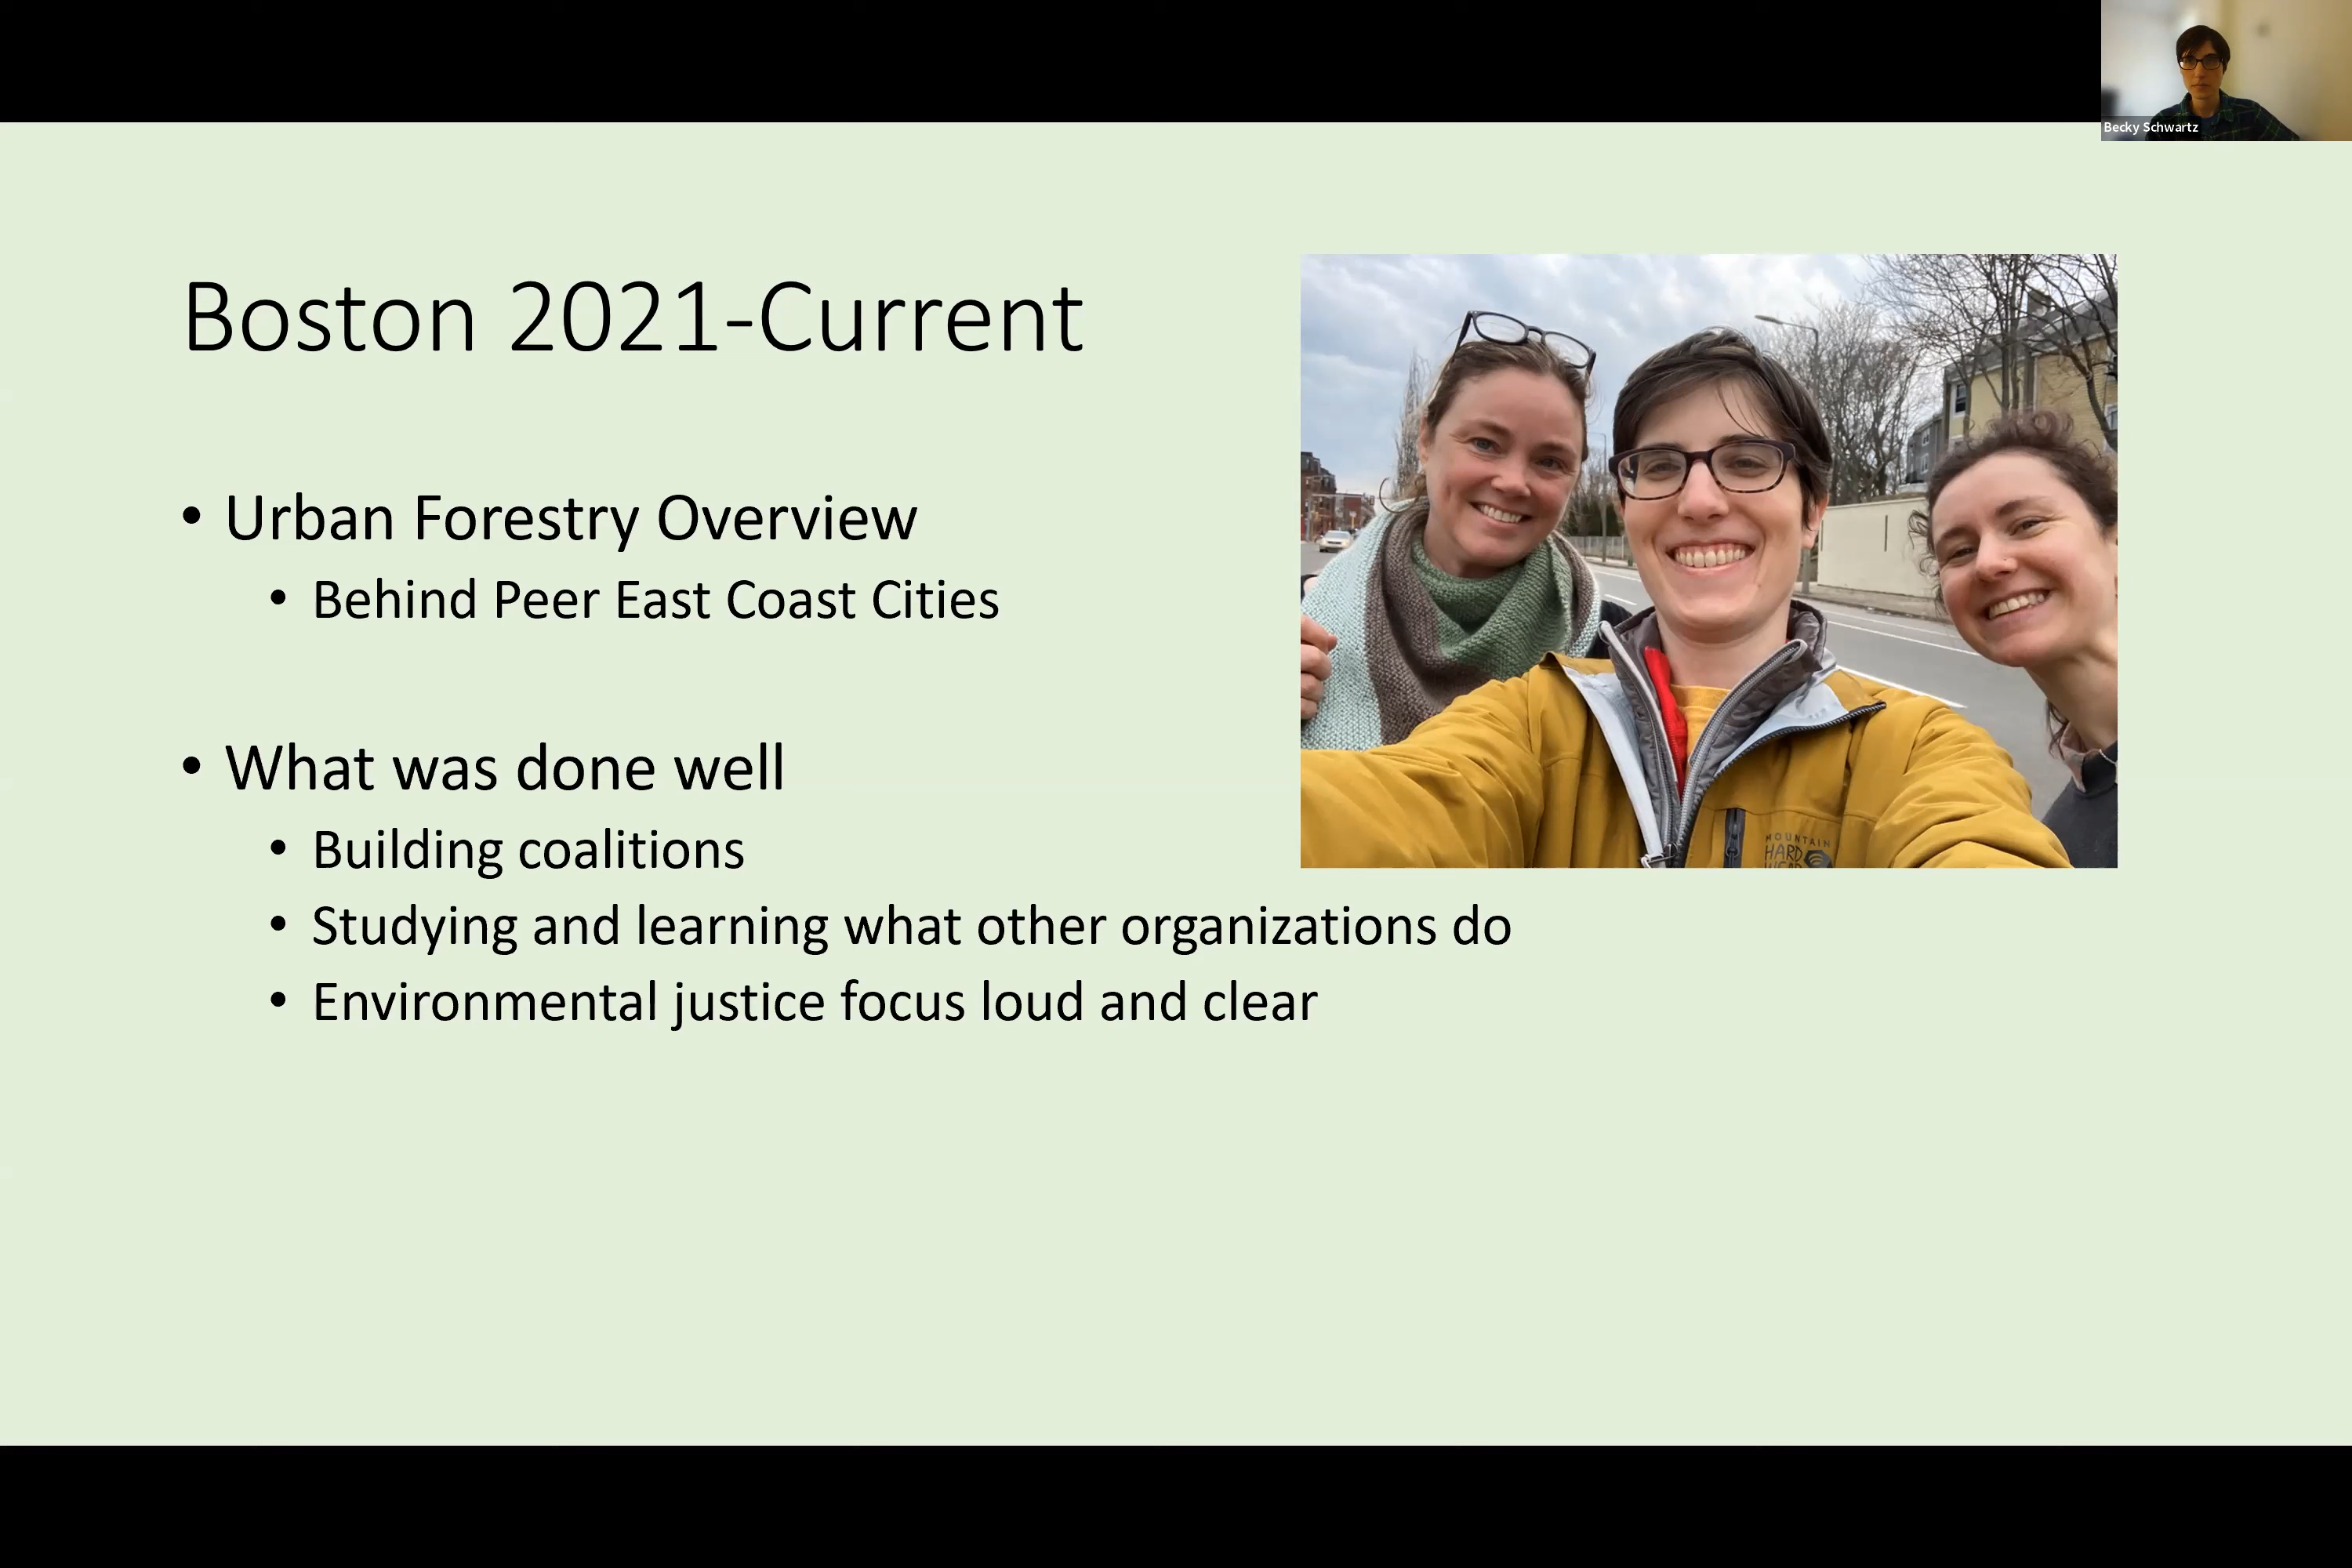 Becky Schwartz
Boston 2021-Current
• Urban Forestry Overview
• Behind Peer East Coast Cities
• What was done well
• Building coalitions
• Studying and learning what other organizations do
• Environmental justice focus loud and clear
MOUNTAIN
HARD
WEAR